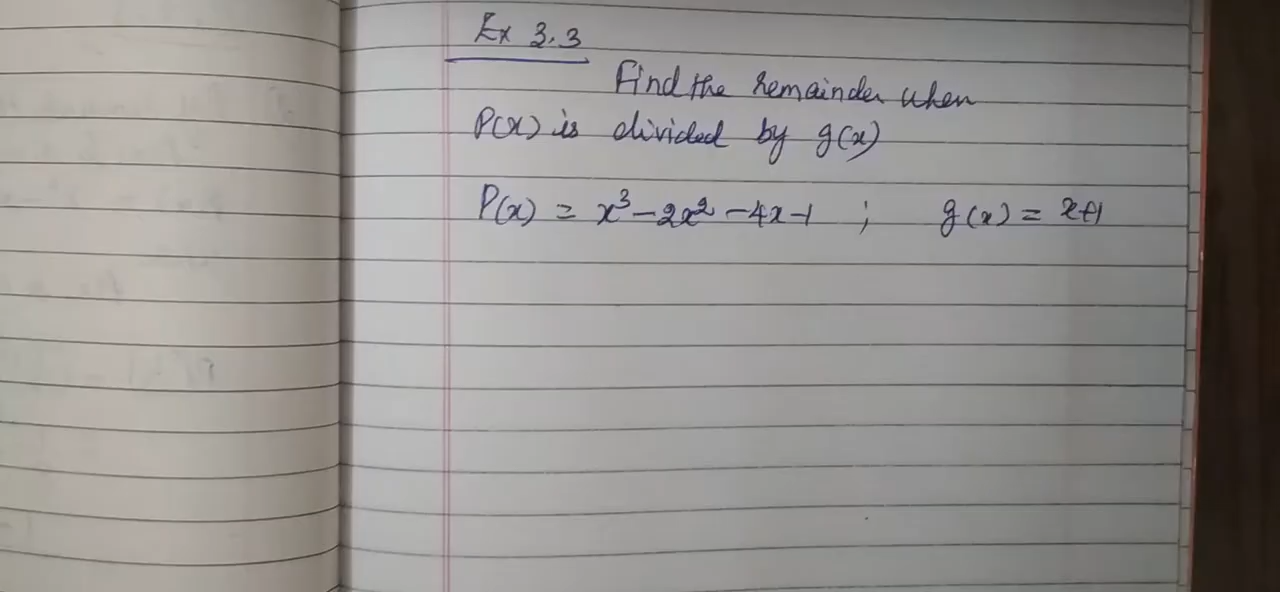 Ex 3.3
Find the remainder when
P(x) is divided by g(x)
P(x) = x³ - 2x² - 4x - 1 ; g(x) = x+1